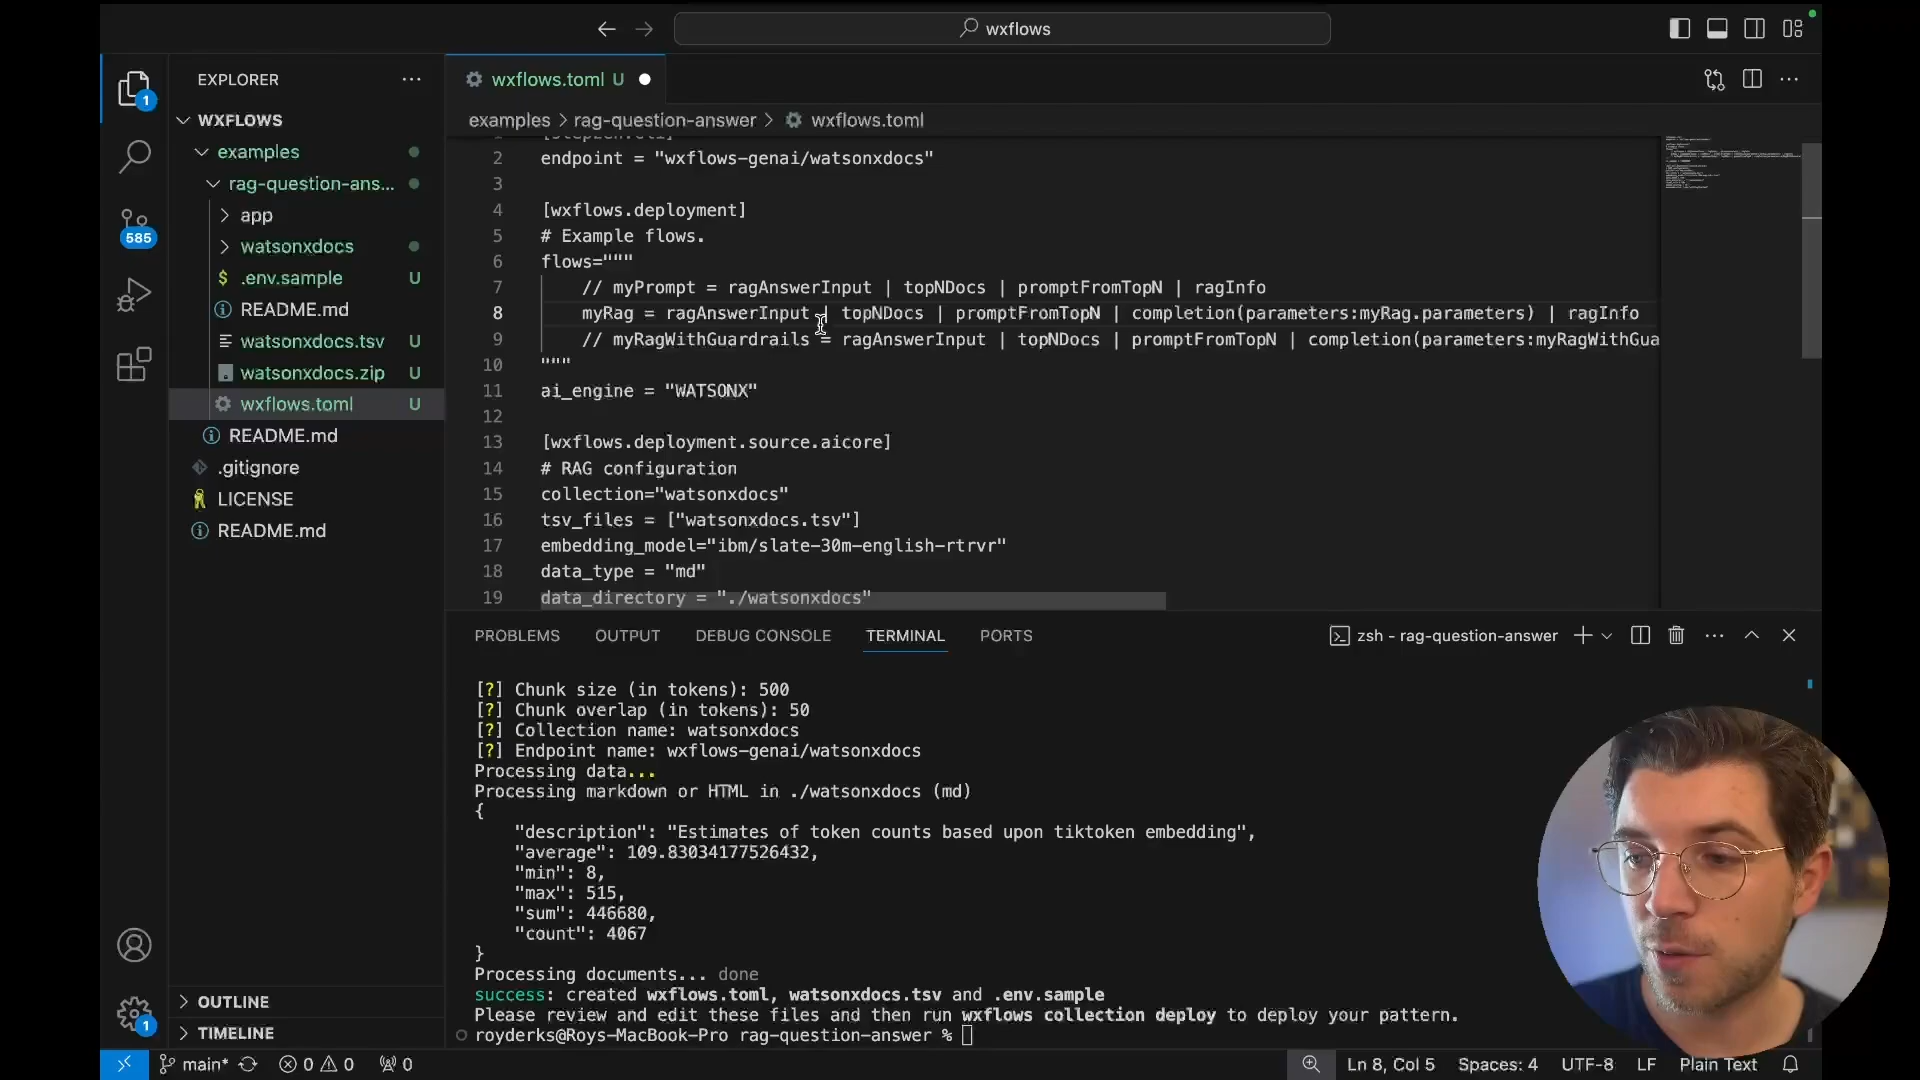 wxflows
EXPLORER
wxflows.toml U
WXFLOWS
examples > rag-question-answer > wxflows.toml
examples
rag-question-ans...
app
watsonxdocs
.env.sample U
README.md
watsonxdocs.tsv U
watsonxdocs.zip U
wxflows.toml U
README.md
.gitignore
LICENSE
README.md
OUTLINE
TIMELINE
1
585
1
2 endpoint = "wxflows-genai/watsonxdocs"
3
4 [wxflows.deployment]
5 # Example flows.
6 flows="""
7 // myPrompt = ragAnswerInput | topNDocs | promptFromTopN | ragInfo
8 myRag = ragAnswerInput | topNDocs | promptFromTopN | completion(parameters:myRag.parameters) | ragInfo
9 // myRagWithGuardrails = ragAnswerInput | topNDocs | promptFromTopN | completion(parameters:myRagWithGua
10 """
11 ai_engine = "WATSONX"
12
13 [wxflows.deployment.source.aicore]
14 # RAG configuration
15 collection="watsonxdocs"
16 tsv_files = ["watsonxdocs.tsv"]
17 embedding_model="ibm/slate-30m-english-rtrvr"
18 data_type = "md"
19 data_directory = "./watsonxdocs"
PROBLEMS OUTPUT DEBUG CONSOLE TERMINAL PORTS
zsh - rag-question-answer
[?] Chunk size (in tokens): 500
[?] Chunk overlap (in tokens): 50
[?] Collection name: watsonxdocs
[?] Endpoint name: wxflows-genai/watsonxdocs
Processing data...
Processing markdown or HTML in ./watsonxdocs (md)
{
"description": "Estimates of token counts based upon tiktoken embedding",
"average": 109.83034177526432,
"min": 8,
"max": 515,
"sum": 446680,
"count": 4067
}
Processing documents... done
success: created wxflows.toml, watsonxdocs.tsv and .env.sample
Please review and edit these files and then run wxflows collection deploy to deploy your pattern.
royderks@Roys-MacBook-Pro rag-question-answer %
main* 0 0 0
Ln 8, Col 5 Spaces: 4 UTF-8 LF Plain Text